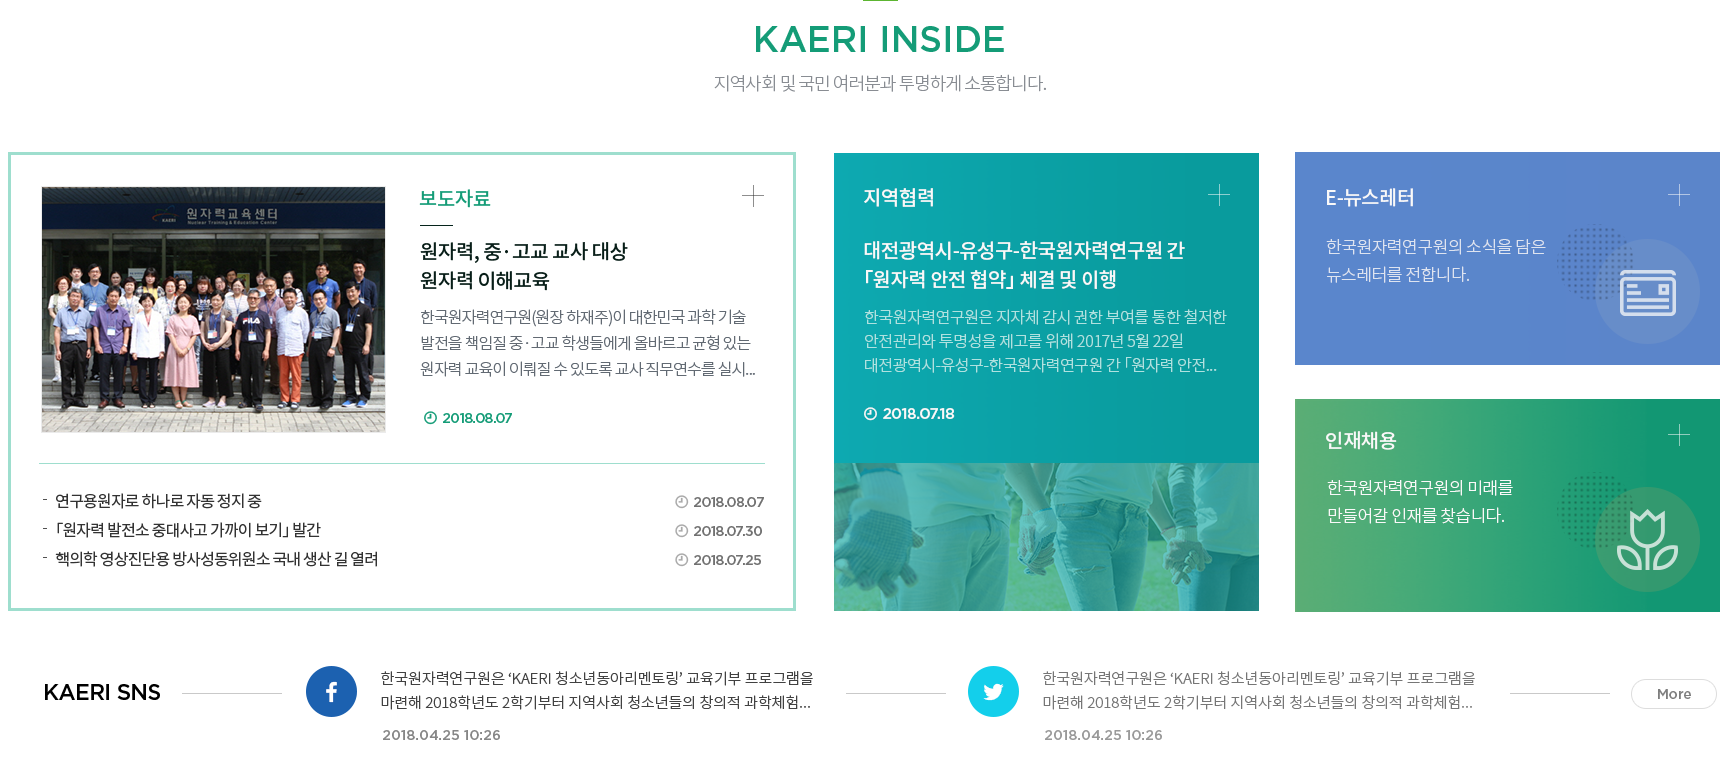 KAERI INSIDE
지역사회 및 국민 여러분과 투명하게 소통합니다.
KAERI 원자력교육센터
Nuclear Training & Education Center
FILA
보도자료
원자력, 중·고교 교사 대상
원자력 이해교육
한국원자력연구원(원장 하재주)이 대한민국 과학 기술
발전을 책임질 중·고교 학생들에게 올바르고 균형 있는
원자력 교육이 이뤄질 수 있도록 교사 직무연수를 실시...
2018.08.07
- 연구용원자로 하나로 자동 정지 중 2018.08.07
- ｢원자력 발전소 중대사고 가까이 보기｣ 발간 2018.07.30
- 핵의학 영상진단용 방사성동위원소 국내 생산 길 열려 2018.07.25
지역협력
대전광역시-유성구-한국원자력연구원 간
｢원자력 안전 협약｣ 체결 및 이행
한국원자력연구원은 지자체 감시 권한 부여를 통한 철저한
안전관리와 투명성을 제고를 위해 2017년 5월 22일
대전광역시-유성구-한국원자력연구원 간 ｢원자력 안전...
2018.07.18
E-뉴스레터
한국원자력연구원의 소식을 담은
뉴스레터를 전합니다.
인재채용
한국원자력연구원의 미래를
만들어갈 인재를 찾습니다.
KAERI SNS
한국원자력연구원은 ‘KAERI 청소년동아리멘토링’ 교육기부 프로그램을
마련해 2018학년도 2학기부터 지역사회 청소년들의 창의적 과학체험...
2018.04.25 10:26
한국원자력연구원은 ‘KAERI 청소년동아리멘토링’ 교육기부 프로그램을
마련해 2018학년도 2학기부터 지역사회 청소년들의 창의적 과학체험...
2018.04.25 10:26
More